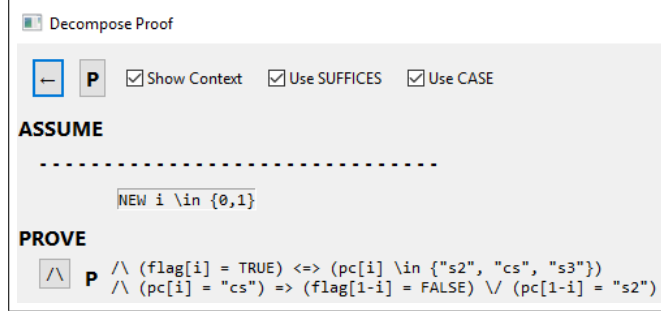 Decompose Proof
← P Show Context Use SUFFICES Use CASE
ASSUME
- - - - - - - - - - - - - - - - - - - - - - - - - - - - - - -
NEW i \in {0,1}
PROVE
/\ P /\ (flag[i] = TRUE) <=> (pc[i] \in {"s2", "cs", "s3"})
/\ (pc[i] = "cs") => (flag[1-i] = FALSE) \/ (pc[1-i] = "s2")